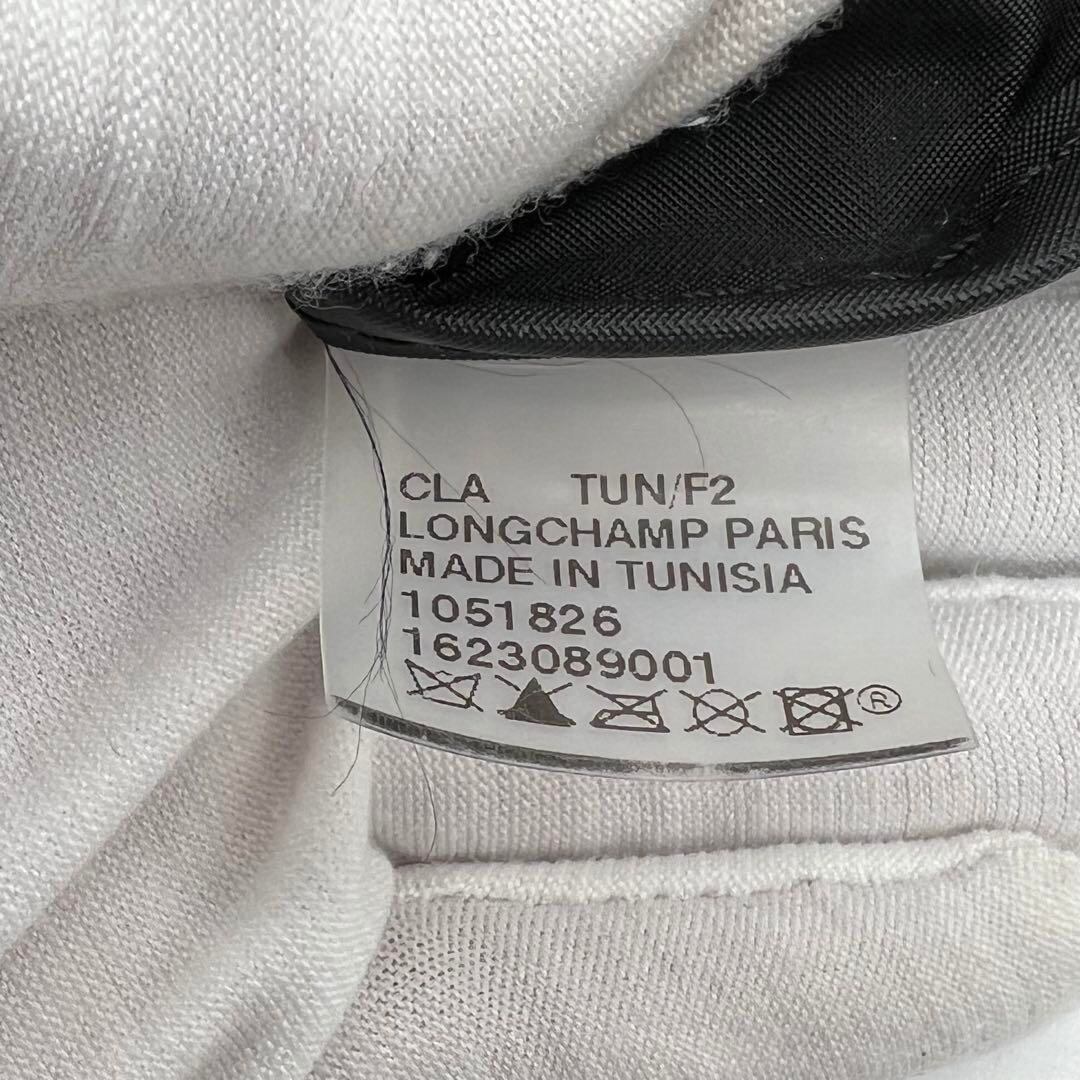 CLA TUN/F2
LONGCHAMP PARIS
MADE IN TUNISIA
1051826
1623089001
®